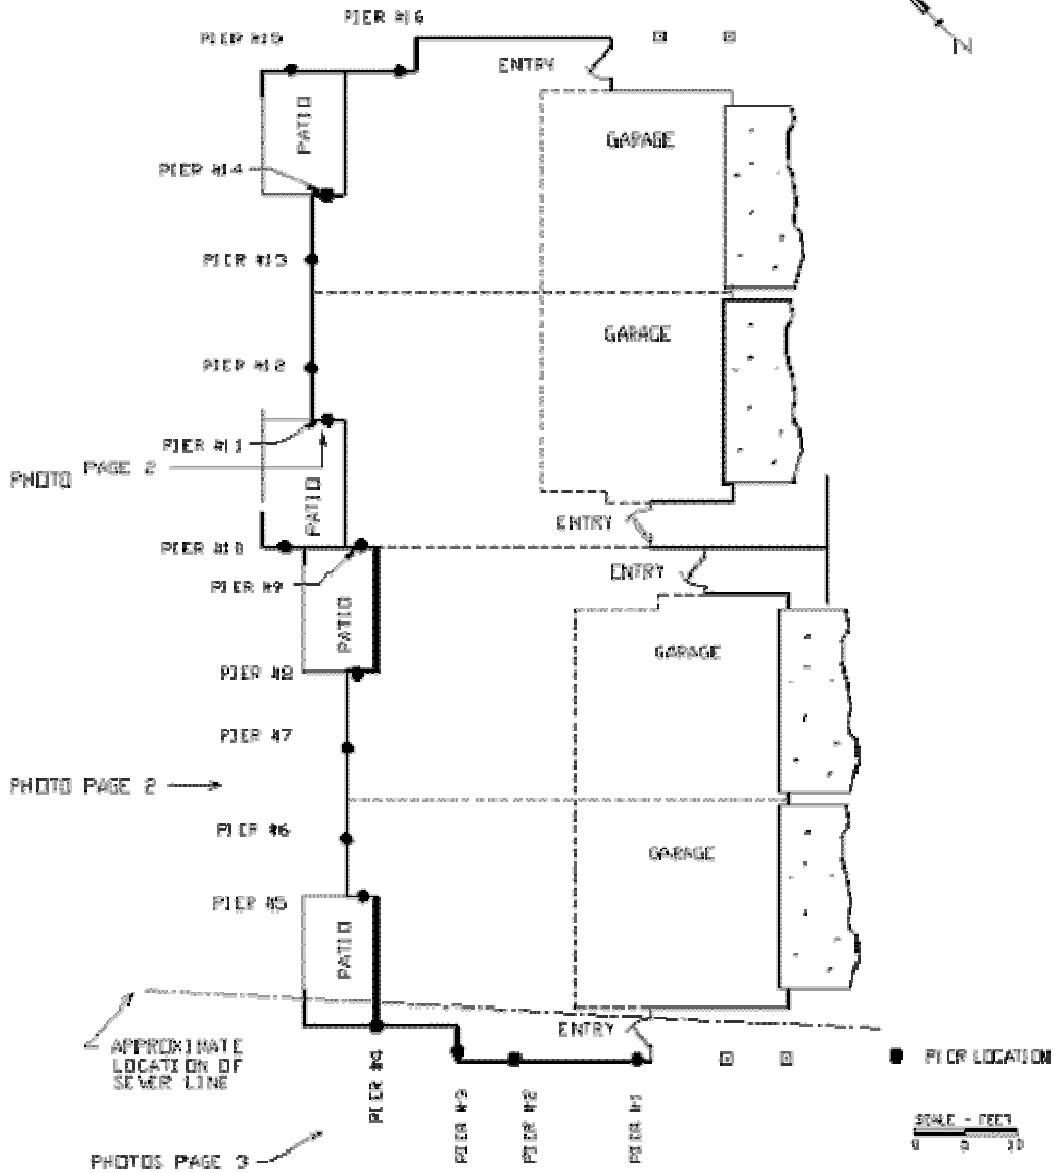 PIER #16
PIER #15
N
ENTRY
PATIO
GARAGE
PIER #14
PIER #13
GARAGE
PIER #12
PIER #11
PHOTO PAGE 2
PATIO
ENTRY
PIER #10
ENTRY
PIER #9
PATIO
GARAGE
PIER #8
PIER #7
PHOTO PAGE 2
PIER #6
GARAGE
PIER #5
PATIO
ENTRY
APPROXIMATE
LOCATION OF
SEWER LINE
PIER #4
PIER #3
PIER #2
PIER #1
PIER LOCATION
SCALE - FEET
0 5 10
PHOTOS PAGE 3